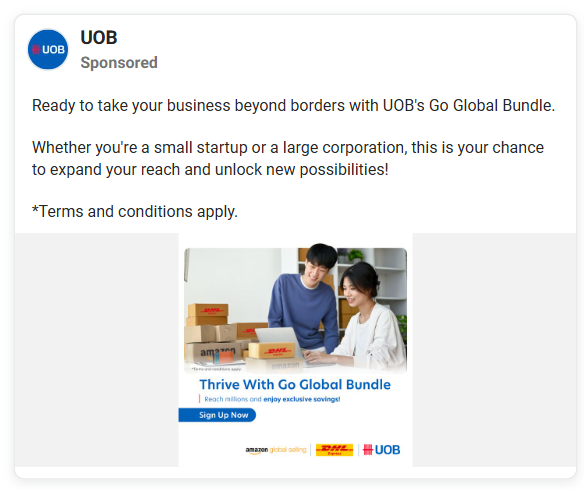 UOB
UOB
Sponsored
Ready to take your business beyond borders with UOB's Go Global Bundle.
Whether you're a small startup or a large corporation, this is your chance
to expand your reach and unlock new possibilities!
*Terms and conditions apply.
DHL
amazon
DHL
*Terms and conditions apply
Thrive With Go Global Bundle
Reach millions and enjoy exclusive savings!
Sign Up Now
amazon global selling
DHL
Express
UOB